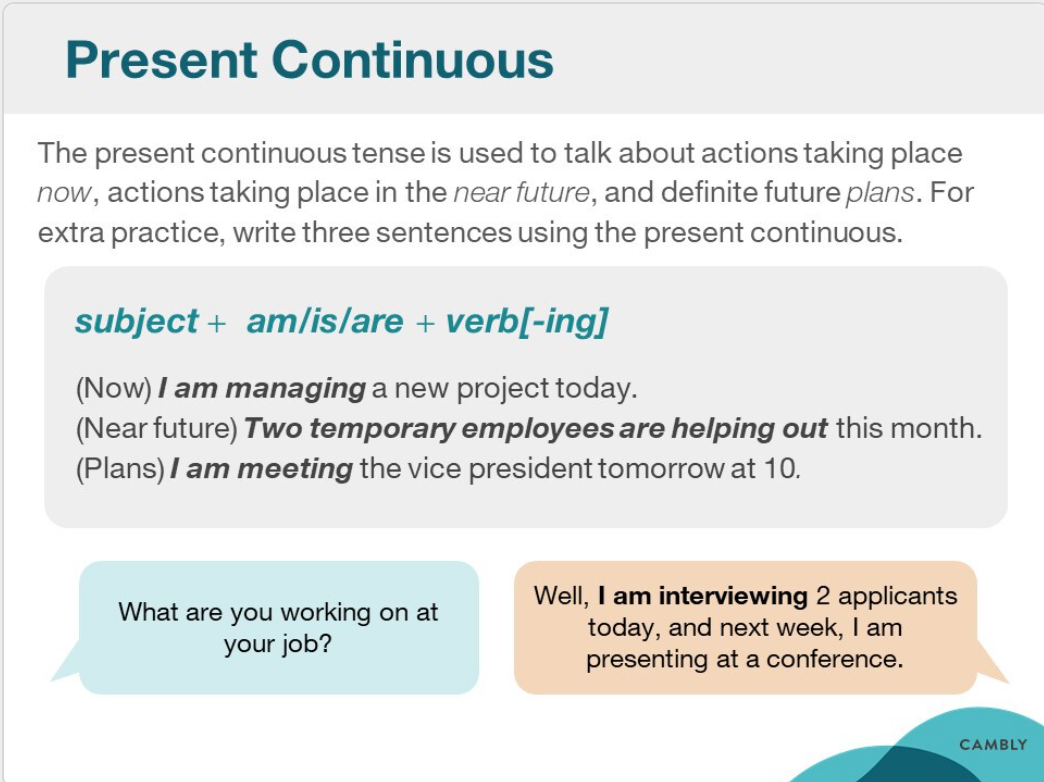 Present Continuous
The present continuous tense is used to talk about actions taking place
now, actions taking place in the near future, and definite future plans. For
extra practice, write three sentences using the present continuous.
subject + am/is/are + verb[-ing]
(Now) I am managing a new project today.
(Near future) Two temporary employees are helping out this month.
(Plans) I am meeting the vice president tomorrow at 10.
What are you working on at
your job?
Well, I am interviewing 2 applicants
today, and next week, I am
presenting at a conference.
CAMBLY